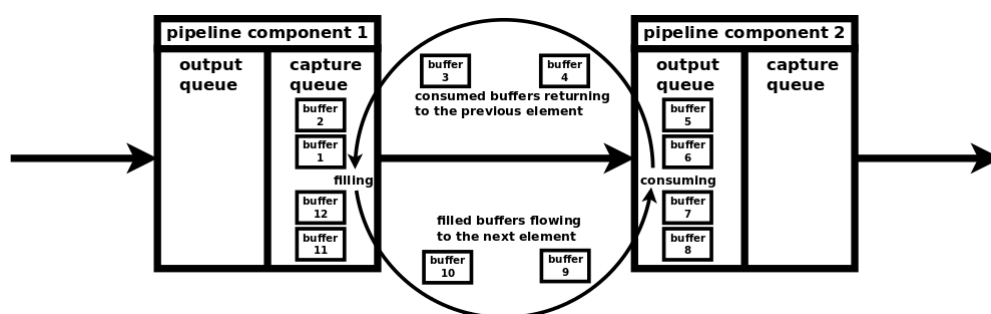 pipeline component 1
output
queue
capture
queue
buffer
2
buffer
1
filling
buffer
12
buffer
11
buffer
3
buffer
4
consumed buffers returning
to the previous element
filled buffers flowing
to the next element
buffer
10
buffer
9
pipeline component 2
output
queue
capture
queue
buffer
5
buffer
6
consuming
buffer
7
buffer
8